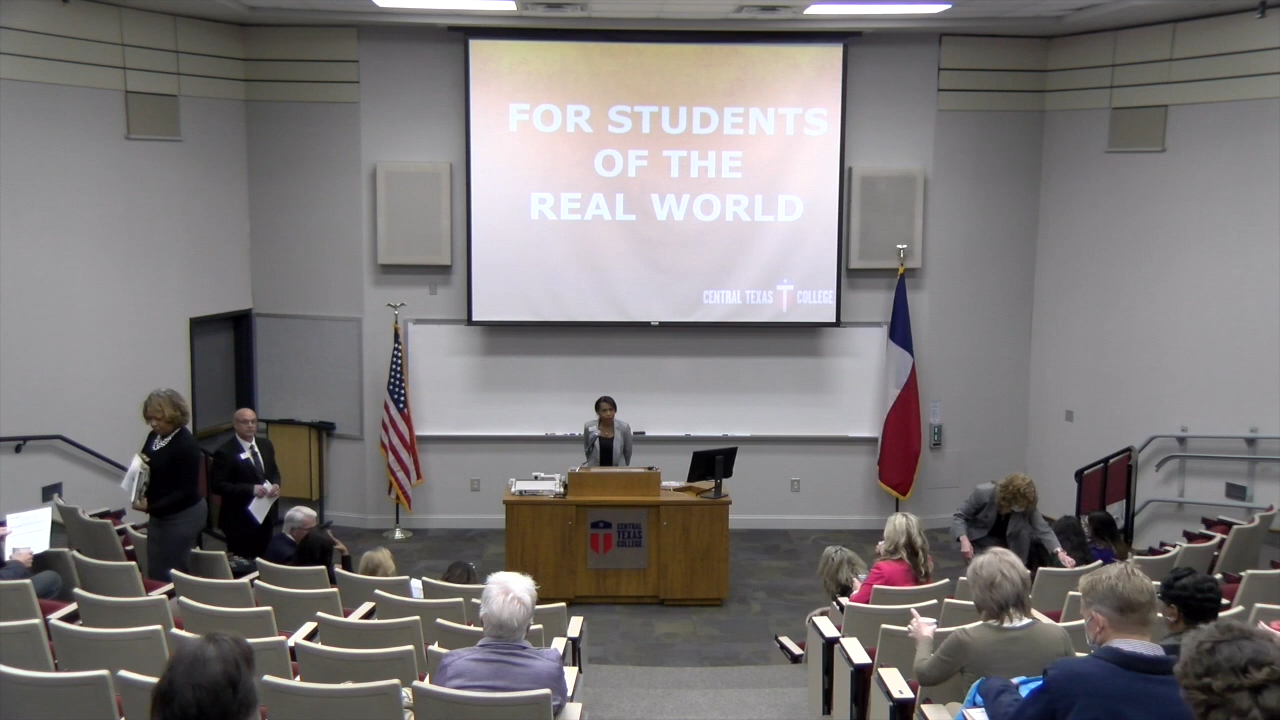 FOR STUDENTS
OF THE
REAL WORLD
CENTRAL TEXAS COLLEGE
CENTRAL
TEXAS
COLLEGE